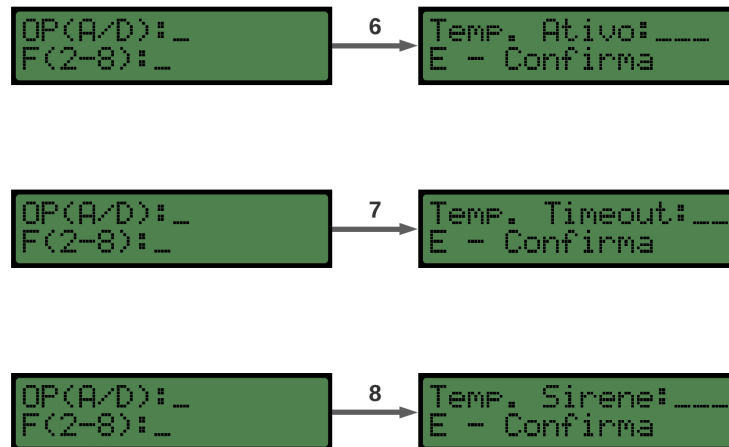 OP(A/D):_
F(2-8):_
6
Temp. Ativo:___
E - Confirma
OP(A/D):_
F(2-8):_
7
Temp. Timeout:__
E - Confirma
OP(A/D):_
F(2-8):_
8
Temp. Sirene:___
E - Confirma